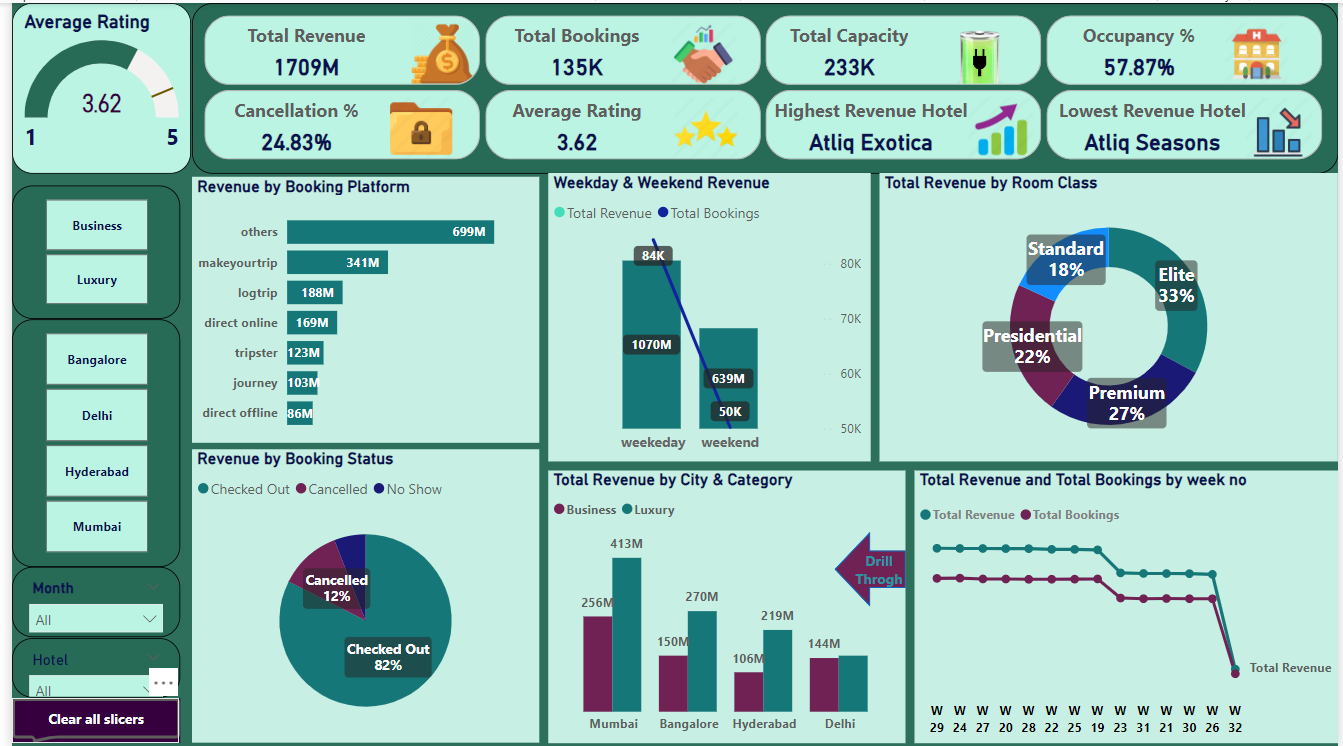 Average Rating
3.62
1
5
Total Revenue
1709M
Total Bookings
135K
Total Capacity
233K
Occupancy %
57.87%
Cancellation %
24.83%
Average Rating
3.62
Highest Revenue Hotel
Atliq Exotica
Lowest Revenue Hotel
Atliq Seasons
Business
Luxury
Bangalore
Delhi
Hyderabad
Mumbai
Month
All
Hotel
All
Clear all slicers
Revenue by Booking Platform
others 699M
makeyourtrip 341M
logtrip 188M
direct online 169M
tripster 123M
journey 103M
direct offline 86M
Weekday & Weekend Revenue
Total Revenue Total Bookings
84K
80K
70K
1070M
60K
639M
50K
50K
weekeday weekend
Total Revenue by Room Class
Standard
18%
Elite
33%
Presidential
22%
Premium
27%
Revenue by Booking Status
Checked Out Cancelled No Show
Cancelled
12%
Checked Out
82%
Total Revenue by City & Category
Business Luxury
413M
256M
270M
150M
219M
106M
144M
Mumbai Bangalore Hyderabad Delhi
Drill
Throgh
Total Revenue and Total Bookings by week no
Total Revenue Total Bookings
Total Revenue
W W W W W W W W W W W W W W
29 24 27 20 28 22 25 19 23 31 21 30 26 32